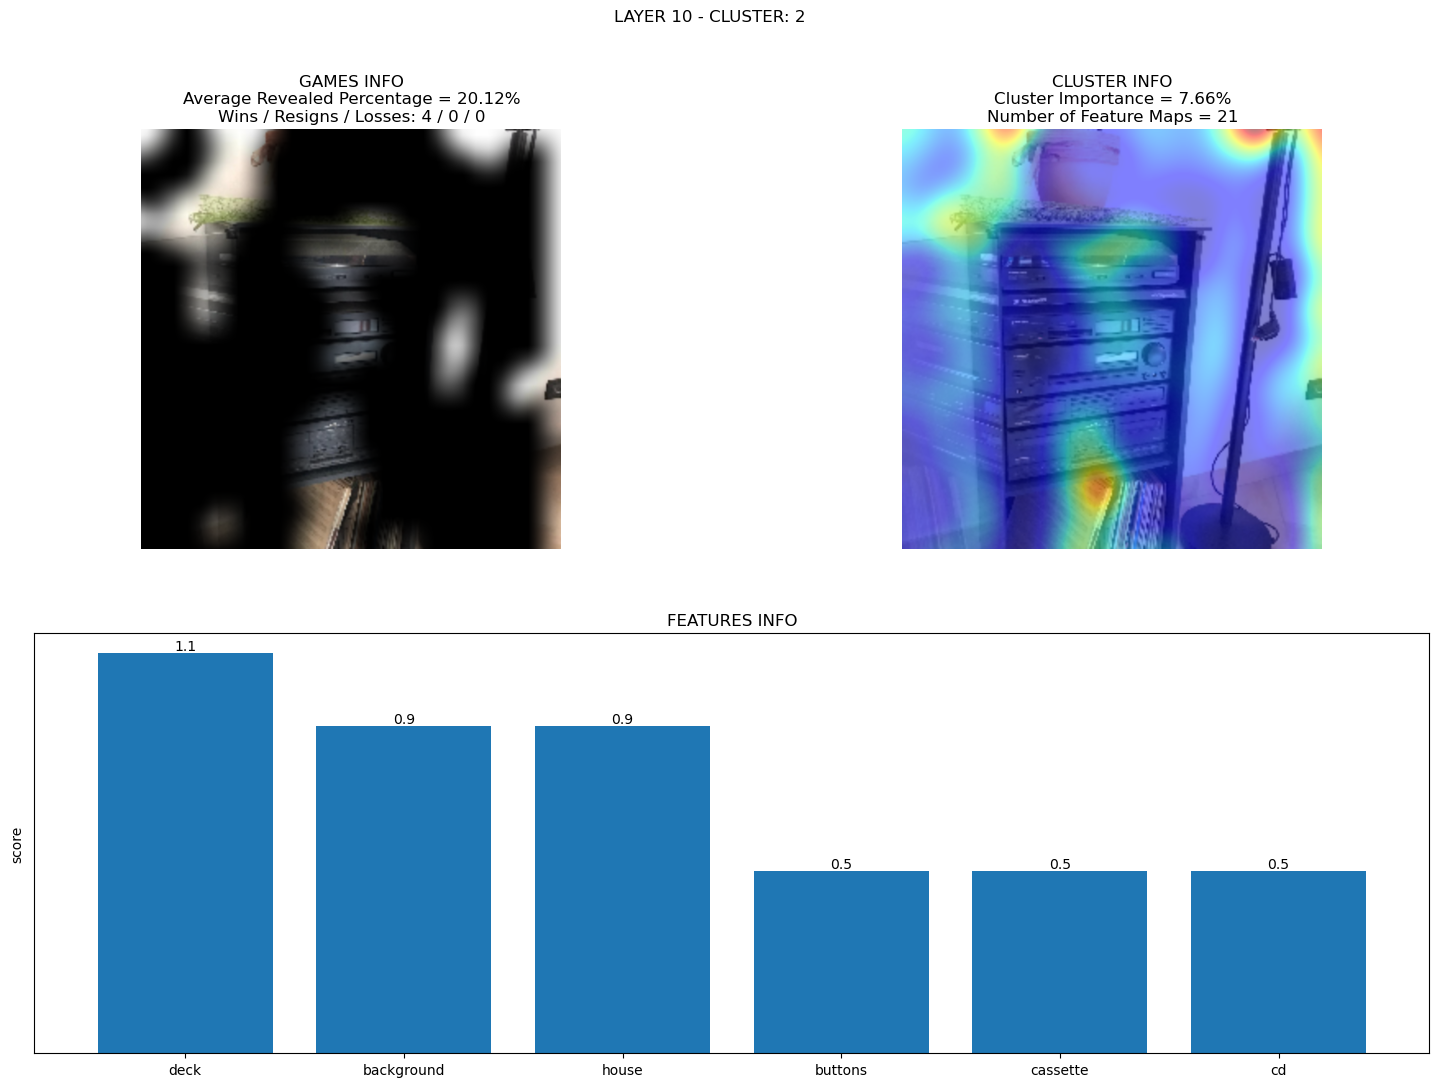 LAYER 10 - CLUSTER: 2
GAMES INFO
Average Revealed Percentage = 20.12%
Wins / Resigns / Losses: 4 / 0 / 0
CLUSTER INFO
Cluster Importance = 7.66%
Number of Feature Maps = 21
FEATURES INFO
score
1.1
0.9
0.9
0.5
0.5
0.5
deck
background
house
buttons
cassette
cd